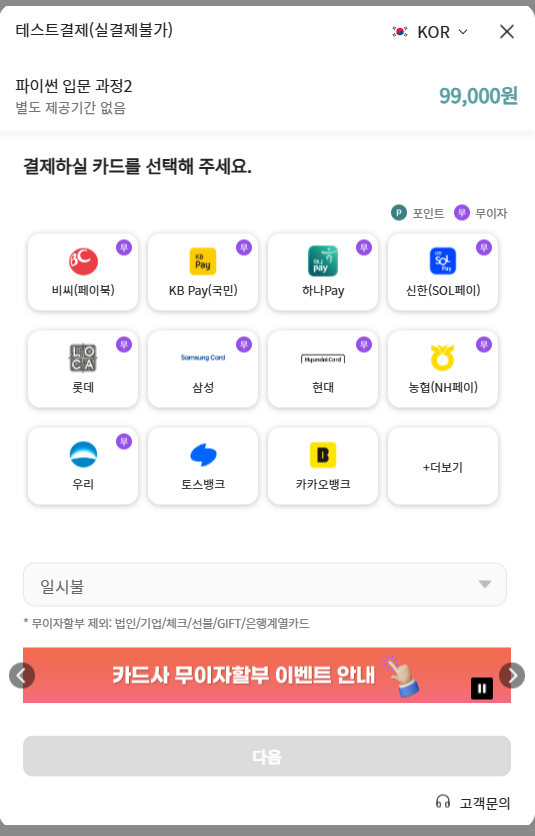 테스트결제(실결제불가)
KOR
파이썬 입문 과정2
별도 제공기간 없음
99,000원
결제하실 카드를 선택해 주세요.
P 포인트 무 무이자
무 무 무 무
KB Pay
하나 pay
SOL Pay
비씨(페이북) KB Pay(국민) 하나Pay 신한(SOL페이)
무 무 무 무
LOCA
Samsung Card
Hyundai Card
롯데 삼성 현대 농협(NH페이)
무
B
우리 토스뱅크 카카오뱅크 +더보기
일시불
* 무이자할부 제외: 법인/기업/체크/선불/GIFT/은행계열카드
카드사 무이자할부 이벤트 안내
다음
고객문의